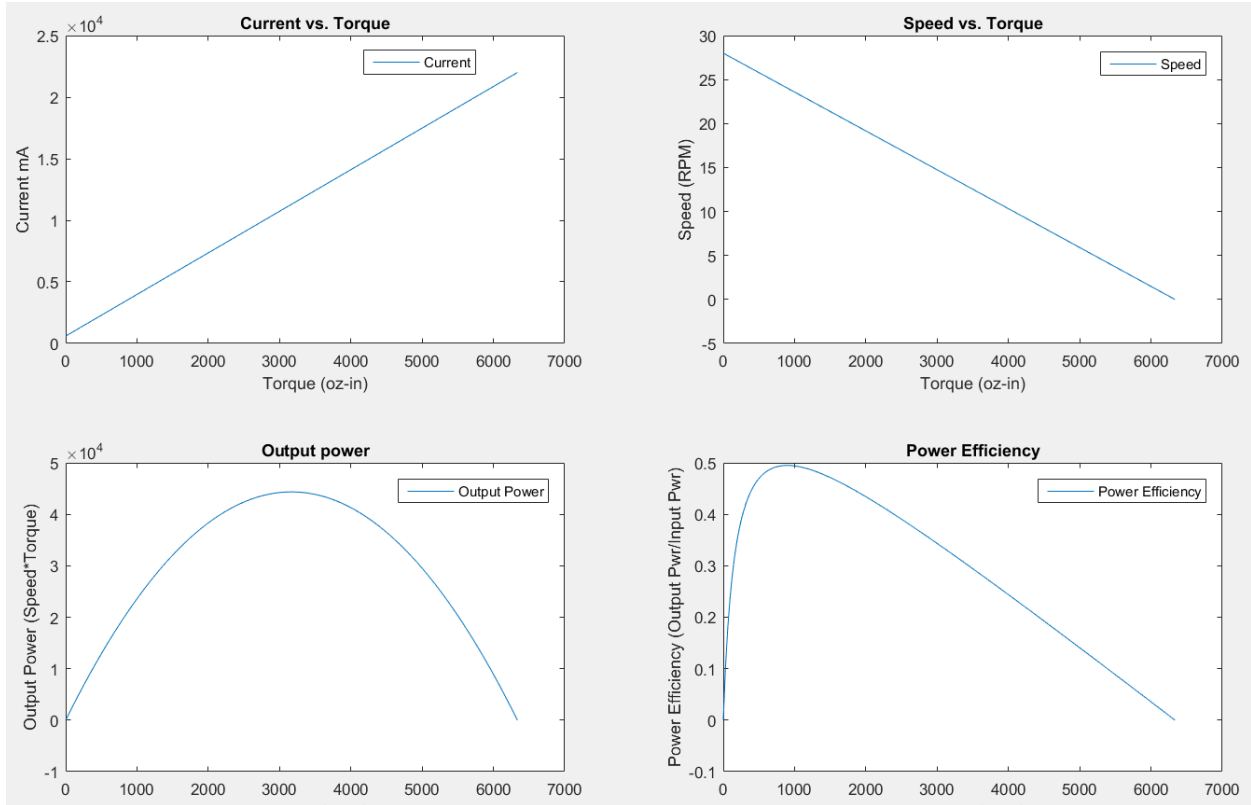 Current vs. Torque
×10^4
2.5
2
1.5
1
0.5
0
Current mA
Current
0 1000 2000 3000 4000 5000 6000 7000
Torque (oz-in)
Speed vs. Torque
30
25
20
15
10
5
0
-5
Speed (RPM)
Speed
0 1000 2000 3000 4000 5000 6000 7000
Torque (oz-in)
Output power
×10^4
5
4
3
2
1
0
-1
Output Power (Speed*Torque)
Output Power
0 1000 2000 3000 4000 5000 6000 7000
Power Efficiency
0.5
0.4
0.3
0.2
0.1
0
-0.1
Power Efficiency (Output Pwr/Input Pwr)
Power Efficiency
0 1000 2000 3000 4000 5000 6000 7000